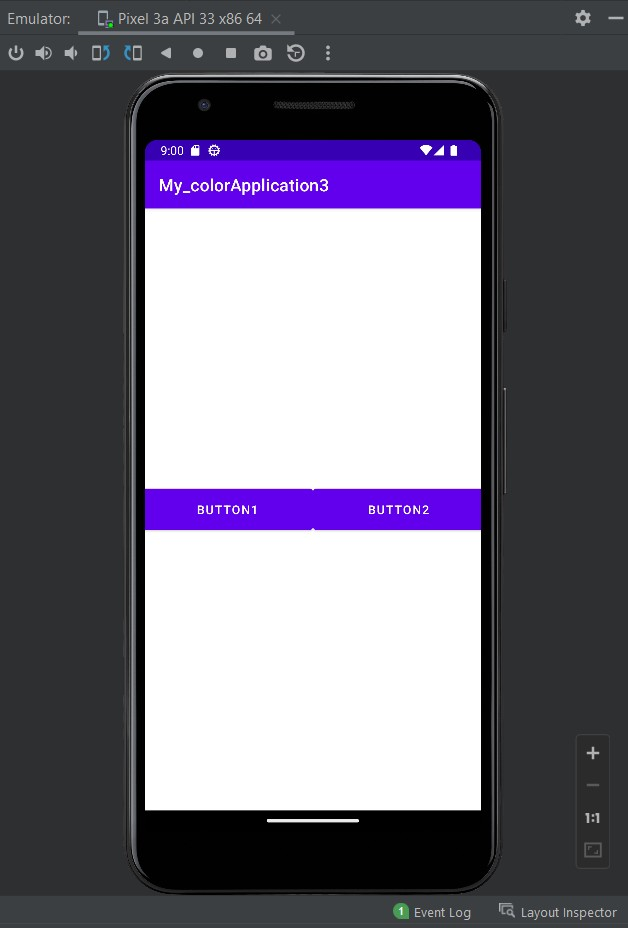 Emulator: Pixel 3a API 33 x86 64
9:00
My_colorApplication3
BUTTON1 BUTTON2
1:1
1 Event Log Layout Inspector